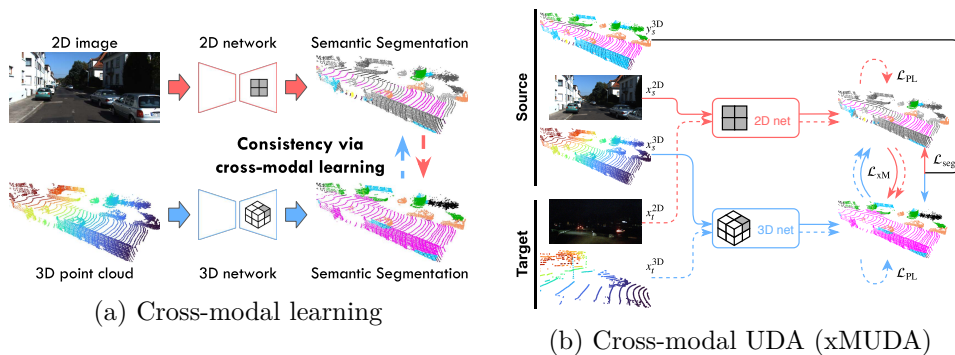 2D image
2D network
Semantic Segmentation
Consistency via
cross-modal learning
3D point cloud
3D network
Semantic Segmentation
(a) Cross-modal learning
Source
Target
y_s^{3D}
x_s^{2D}
x_s^{3D}
x_t^{2D}
x_t^{3D}
2D net
3D net
ℒ_PL
ℒ_xM
ℒ_seg
ℒ_PL
(b) Cross-modal UDA (xMUDA)